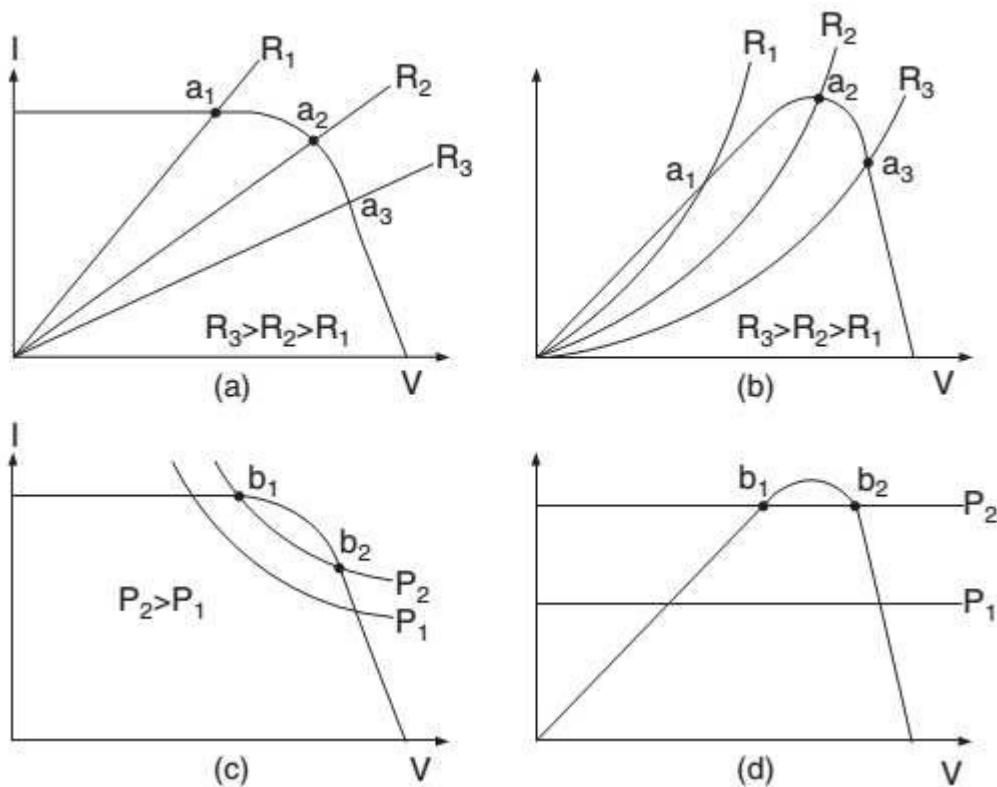 I
R₁
a₁
R₂
a₂
R₃
a₃
R₃>R₂>R₁
V
(a)
R₁
R₂
a₂
R₃
a₁
a₃
R₃>R₂>R₁
V
(b)
I
b₁
b₂
P₂>P₁
P₂
P₁
V
(c)
b₁
b₂
P₂
P₁
V
(d)